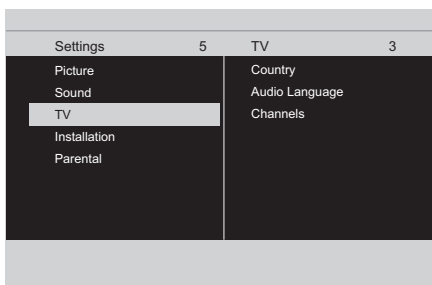 Settings 5 TV 3
Picture Country
Sound Audio Language
TV Channels
Installation
Parental